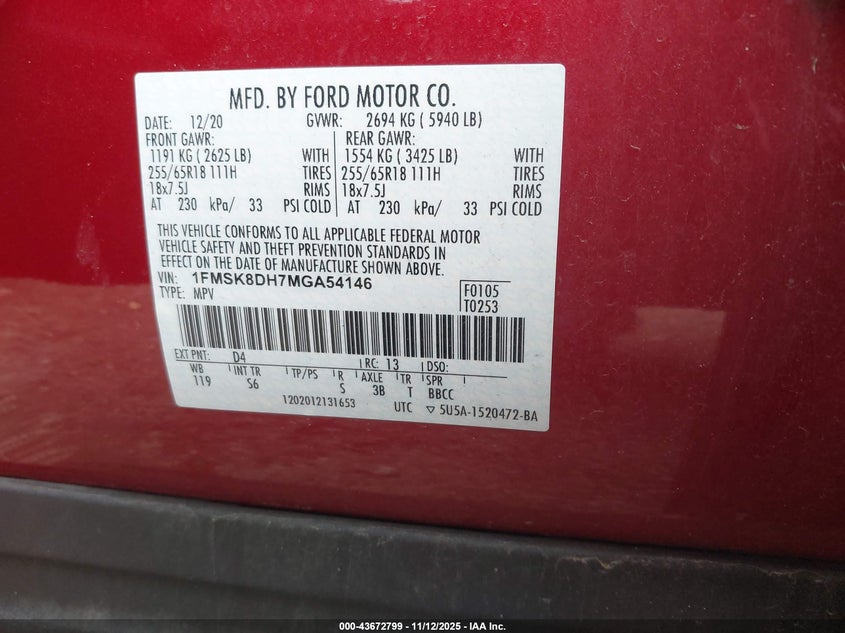 MFD. BY FORD MOTOR CO.
DATE: 12/20 GVWR: 2694 KG ( 5940 LB)
FRONT GAWR: REAR GAWR:
1191 KG ( 2625 LB) WITH 1554 KG ( 3425 LB) WITH
255/65R18 111H TIRES 255/65R18 111H TIRES
18x7.5J RIMS 18x7.5J RIMS
AT 230 kPa/ 33 PSI COLD AT 230 kPa/ 33 PSI COLD
THIS VEHICLE CONFORMS TO ALL APPLICABLE FEDERAL MOTOR
VEHICLE SAFETY AND THEFT PREVENTION STANDARDS IN
EFFECT ON THE DATE OF MANUFACTURE SHOWN ABOVE.
VIN: 1FMSK8DH7MGA54146
TYPE: MPV
F0105
T0253
EXT PNT: D4 RC: 13 DSO:
WB INT TR TP/PS R AXLE TR SPR
119 S6 S 3B T BBCC
1202012131653 UTC ▽ 5U5A-1520472-BA
000-43672799 - 11/12/2025 - IAA Inc.